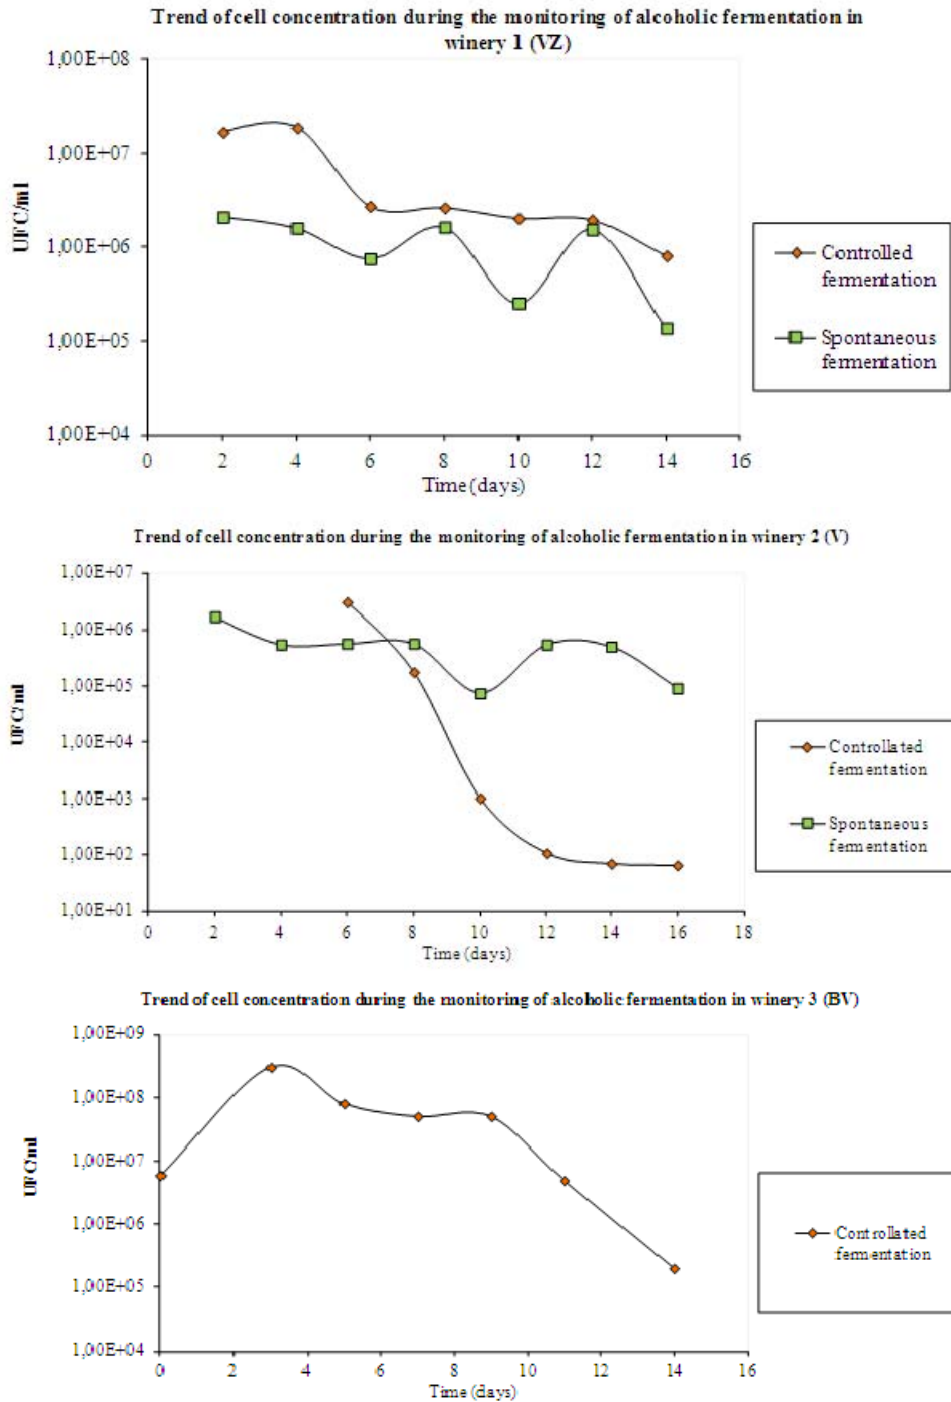 Trend of cell concentration during the monitoring of alcoholic fermentation in
winery 1 (VZ)
1,00E+08
1,00E+07
1,00E+06
1,00E+05
1,00E+04
UFC/ml
0 2 4 6 8 10 12 14 16
Time (days)
Controlled
fermentation
Spontaneous
fermentation
Trend of cell concentration during the monitoring of alcoholic fermentation in winery 2 (V)
1,00E+07
1,00E+06
1,00E+05
1,00E+04
1,00E+03
1,00E+02
1,00E+01
UFC/ml
0 2 4 6 8 10 12 14 16 18
Time (days)
Controllated
fermentation
Spontaneous
fermentation
Trend of cell concentration during the monitoring of alcoholic fermentation in winery 3 (BV)
1,00E+09
1,00E+08
1,00E+07
1,00E+06
1,00E+05
1,00E+04
UFC/ml
0 2 4 6 8 10 12 14 16
Time (days)
Controllated
fermentation